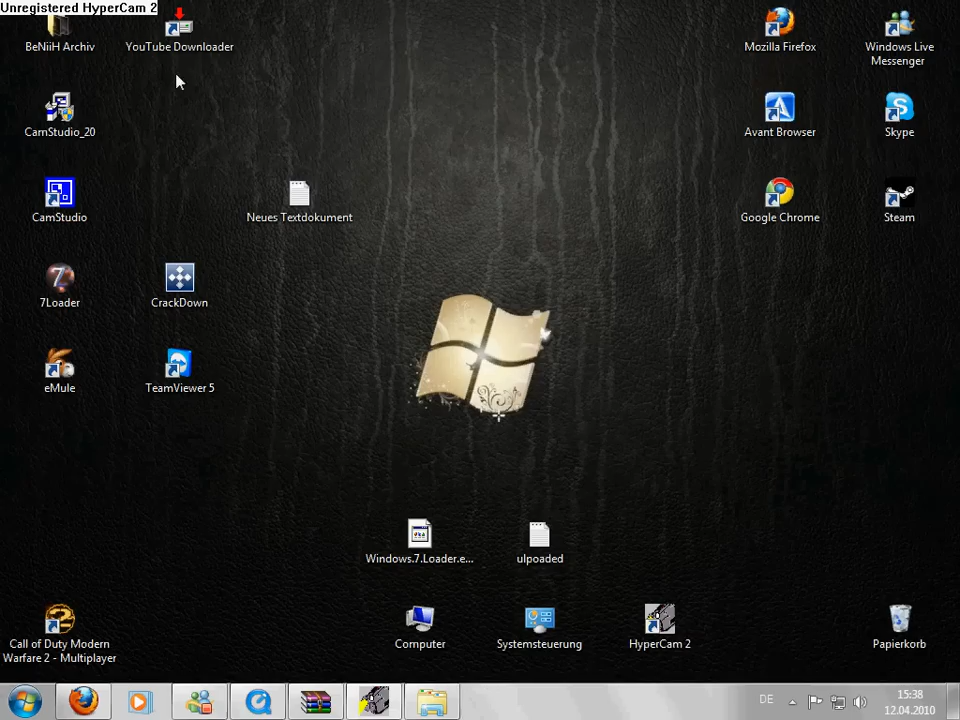 Unregistered HyperCam 2
BeNiiH Archiv
YouTube Downloader
Mozilla Firefox
Windows Live
Messenger
CamStudio_20
Avant Browser
Skype
CamStudio
Neues Textdokument
Google Chrome
Steam
7Loader
CrackDown
eMule
TeamViewer 5
Windows.7.Loader.e...
ulpoaded
Call of Duty Modern
Warfare 2 - Multiplayer
Computer
Systemsteuerung
HyperCam 2
Papierkorb
DE
15:38
12.04.2010